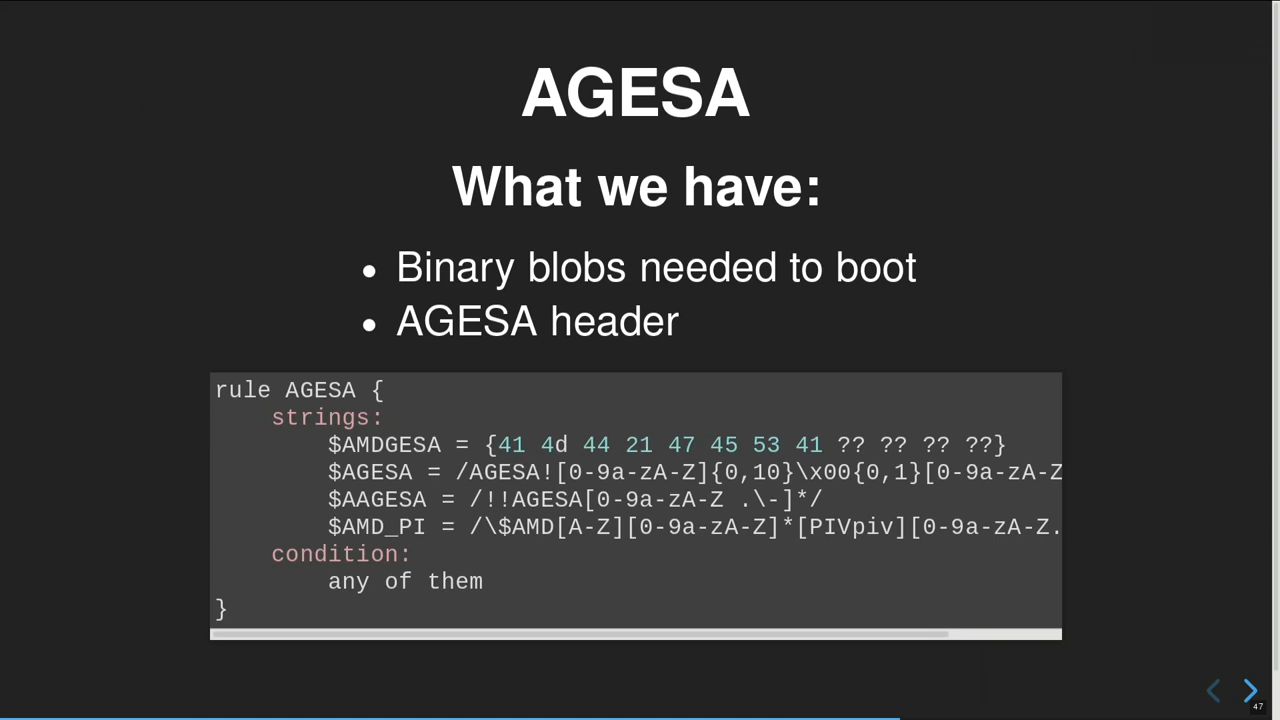 AGESA
What we have:
• Binary blobs needed to boot
• AGESA header
rule AGESA {
    strings:
        $AMDGESA = {41 4d 44 21 47 45 53 41 ?? ?? ?? ??}
        $AGESA = /AGESA![0-9a-zA-Z]{0,10}\x00{0,1}[0-9a-zA-Z
        $AAGESA = /!!AGESA[0-9a-zA-Z .\-]*/
        $AMD_PI = /\$AMD[A-Z][0-9a-zA-Z]*[PIVpiv][0-9a-zA-Z.
    condition:
        any of them
}
47